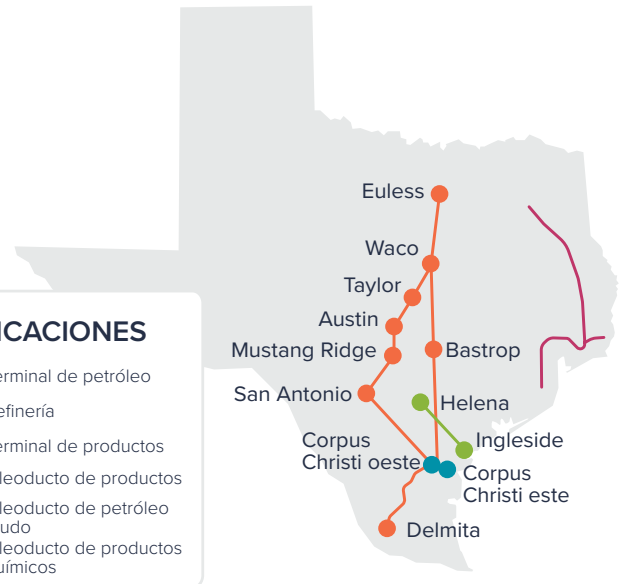 Euless
Waco
Taylor
Austin
Mustang Ridge
Bastrop
San Antonio
Helena
Corpus
Christi oeste
Ingleside
Corpus
Christi este
Delmita
ICACIONES
erminal de petróleo
efinería
erminal de productos
leoducto de productos
leoducto de petróleo
udo
leoducto de productos
uímicos